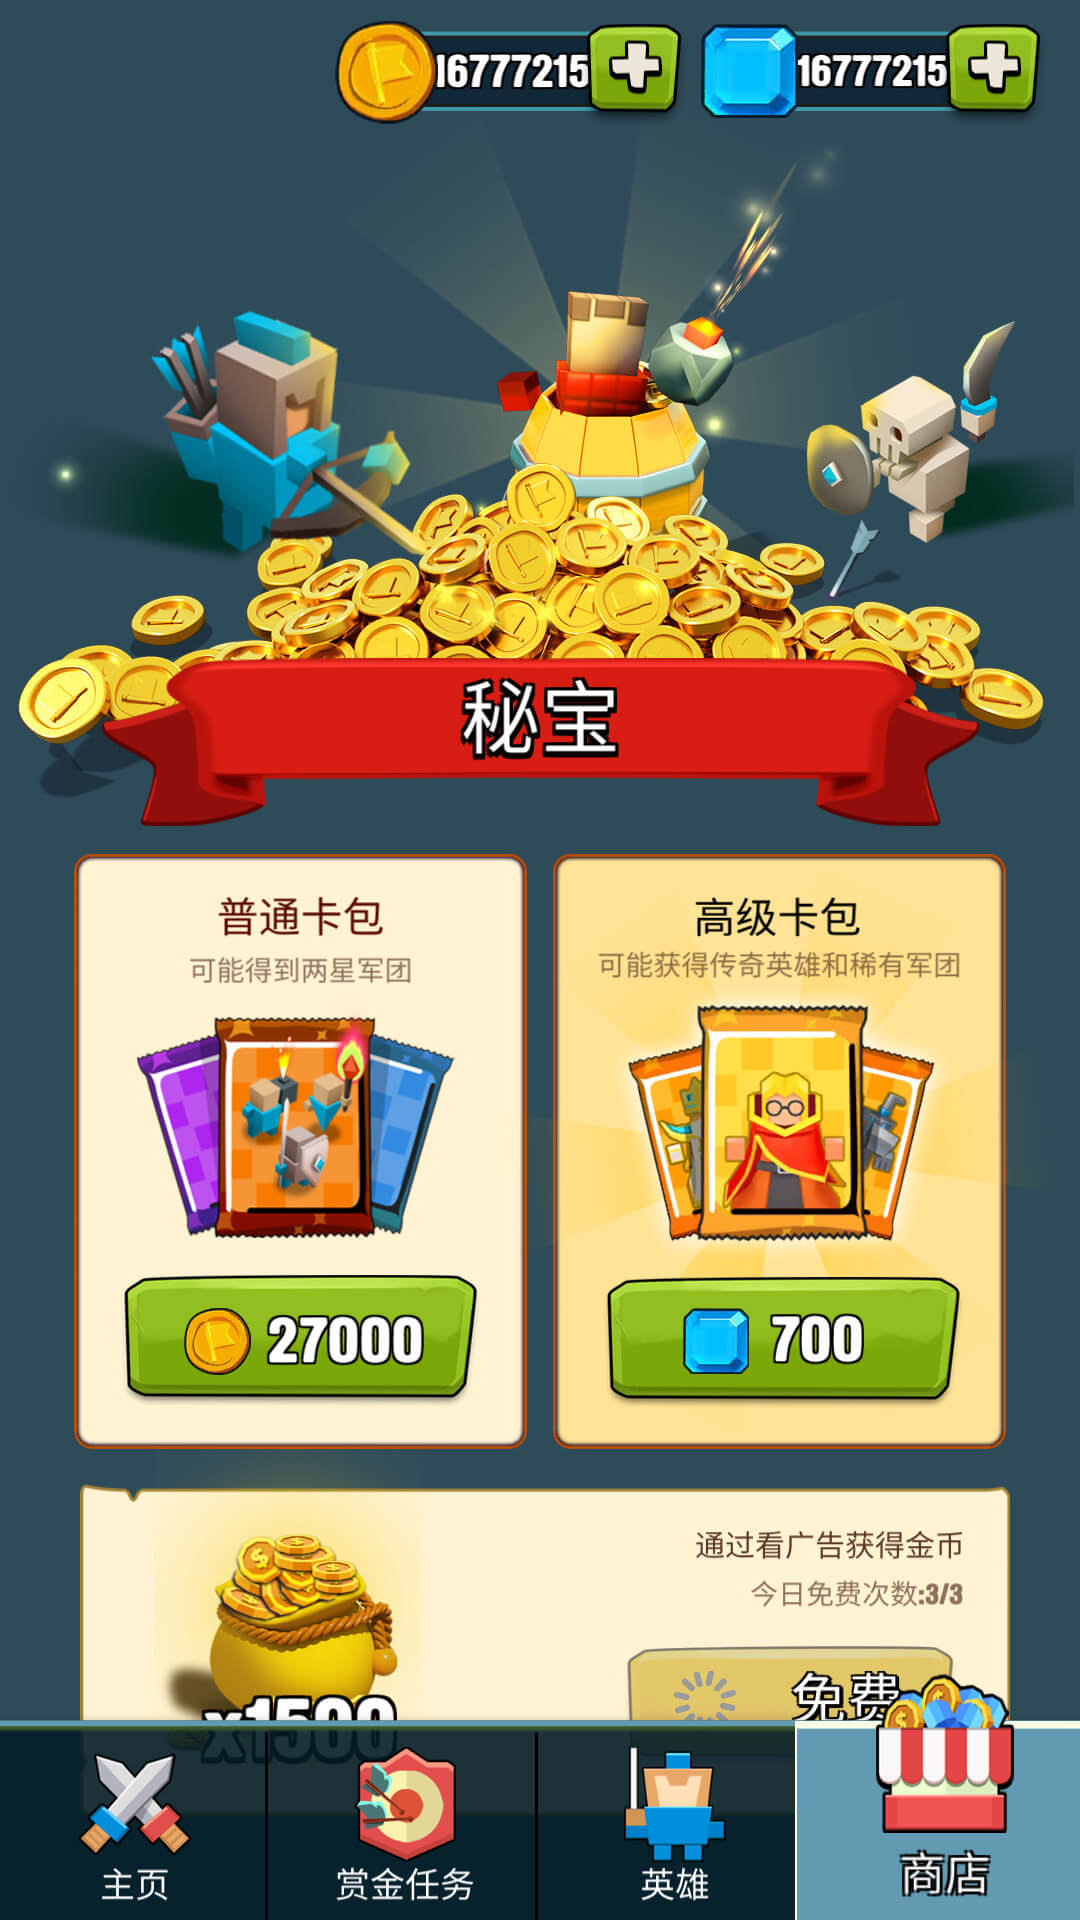 16777215 16777215
秘宝
普通卡包
可能得到两星军团
27000
高级卡包
可能获得传奇英雄和稀有军团
700
通过看广告获得金币
今日免费次数:3/3
x1500
免费
主页
赏金任务
英雄
商店